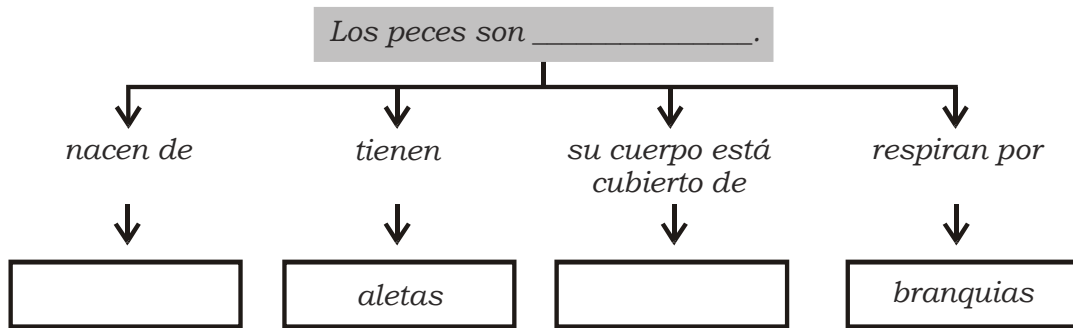 Los peces son _______________.
nacen de
tienen
su cuerpo está
cubierto de
respiran por
aletas
branquias